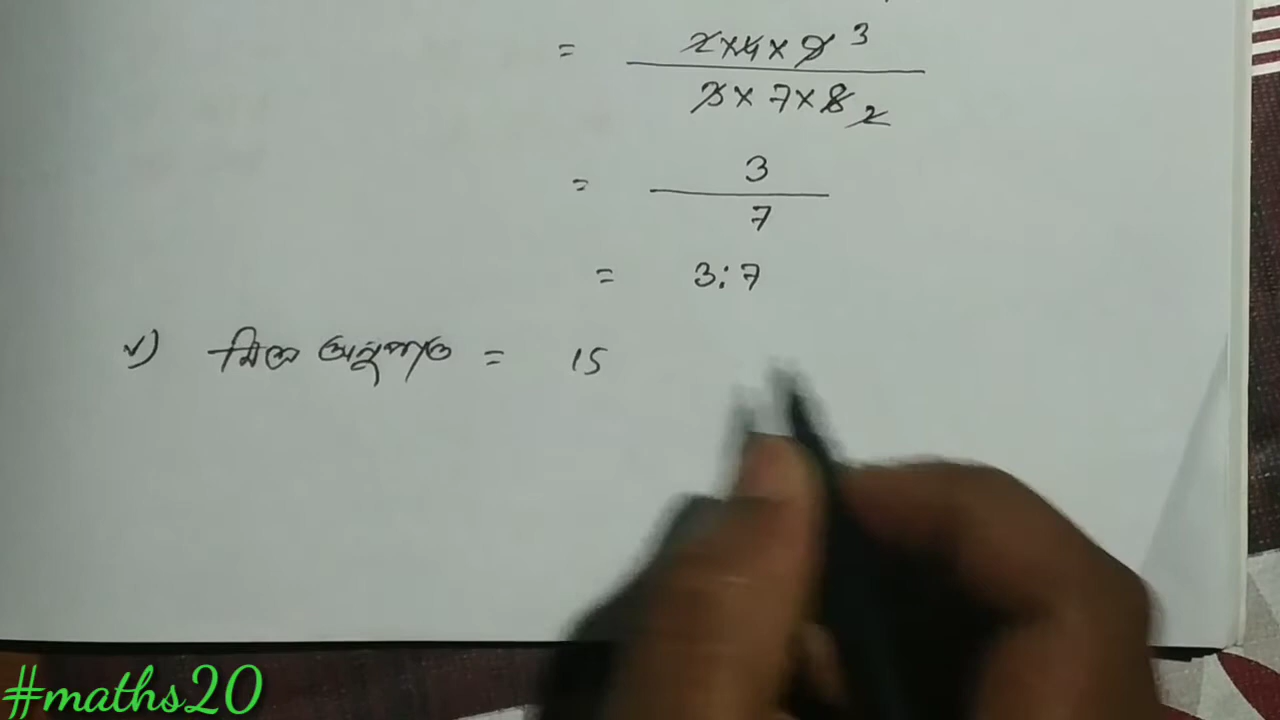 = 2×4×9 3
3×7×8 2
= 3
7
= 3:7
v) মিশ্র অনুপাত = 15
#maths20